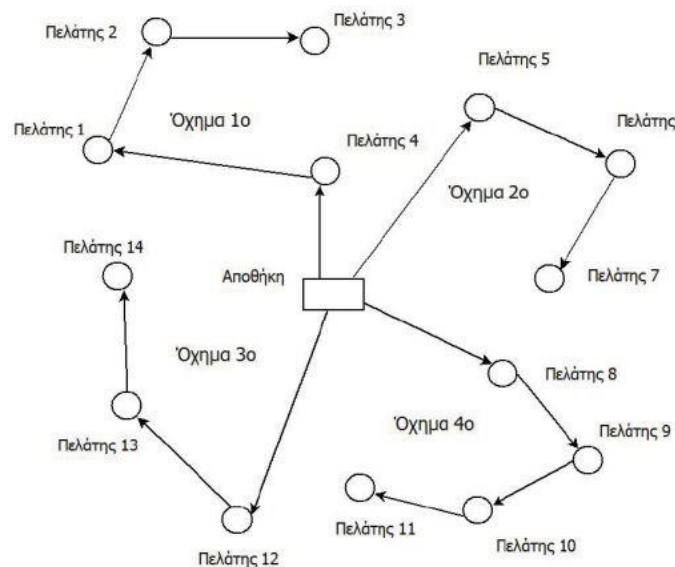 Πελάτης 2
Πελάτης 3
Πελάτης 5
Πελάτης 1
Όχημα 1ο
Πελάτης 4
Πελάτης
Όχημα 2ο
Πελάτης 14
Αποθήκη
Πελάτης 7
Όχημα 3ο
Πελάτης 8
Πελάτης 13
Όχημα 4ο
Πελάτης 9
Πελάτης 11
Πελάτης 10
Πελάτης 12